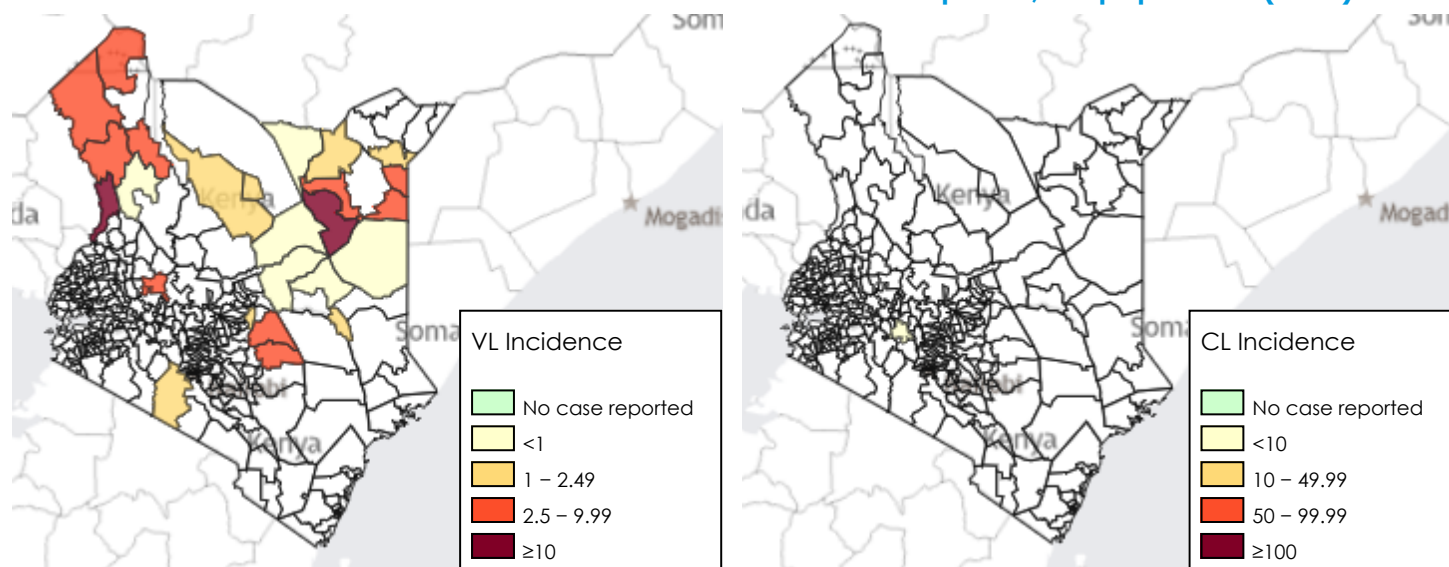 Som
Kenya
da
Mogadi
Soma
Kenya
VL Incidence
No case reported
<1
1 – 2.49
2.5 – 9.99
≥10
Som
Kenya
da
Mogadi
Soma
Kenya
CL Incidence
No case reported
<10
10 – 49.99
50 – 99.99
≥100